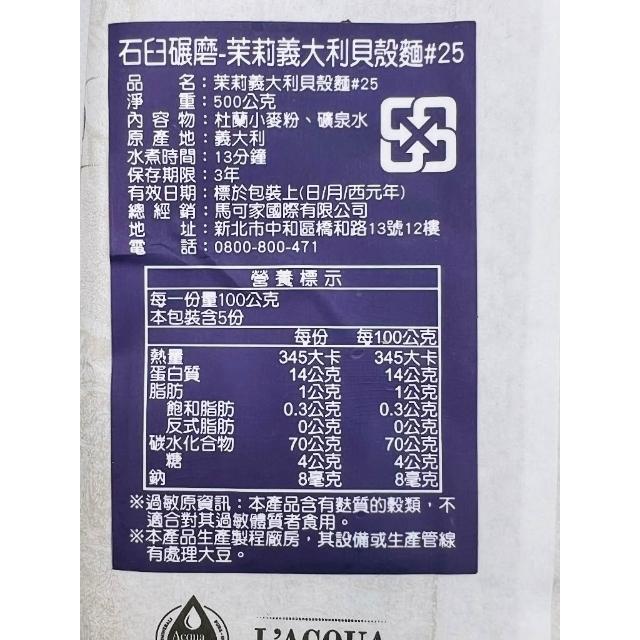 石臼碾磨-茉莉義大利貝殼麵#25
品名：茉莉義大利貝殼麵#25
淨重：500公克
內容物：杜蘭小麥粉、礦泉水
原產地：義大利
水煮時間：13分鐘
保存期限：3年
有效日期：標於包裝上(日/月/西元年)
總經銷：馬可家國際有限公司
地址：新北市中和區橋和路13號12樓
電話：0800-800-471
營養標示
每一份量100公克
本包裝含5份
每份 每100公克
熱量 345大卡 345大卡
蛋白質 14公克 14公克
脂肪 1公克 1公克
飽和脂肪 0.3公克 0.3公克
反式脂肪 0公克 0公克
碳水化合物 70公克 70公克
糖 4公克 4公克
鈉 8毫克 8毫克
※過敏原資訊：本產品含有麩質的穀類，不
適合對其過敏體質者食用。
※本產品生產製程廠房，其設備或生產管線
有處理大豆。
Acqua
L'ACQUA